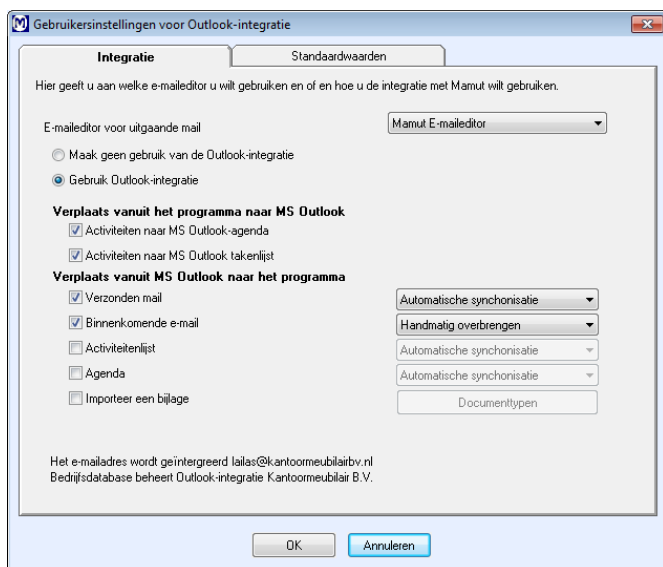 Gebruikersinstellingen voor Outlook-integratie
Integratie
Standaardwaarden
Hier geeft u aan welke e-maileditor u wilt gebruiken en of en hoe u de integratie met Mamut wilt gebruiken.
E-maileditor voor uitgaande mail
Mamut E-maileditor
Maak geen gebruik van de Outlook-integratie
Gebruik Outlook-integratie
Verplaats vanuit het programma naar MS Outlook
Activiteiten naar MS Outlook-agenda
Activiteiten naar MS Outlook takenlijst
Verplaats vanuit MS Outlook naar het programma
Verzonden mail
Automatische synchonisatie
Binnenkomende e-mail
Handmatig overbrengen
Activiteitenlijst
Automatische synchonisatie
Agenda
Automatische synchonisatie
Importeer een bijlage
Documenttypen
Het e-mailadres wordt geïntergreerd lailas@kantoormeubilairbv.nl
Bedrijfsdatabase beheert Outlook-integratie Kantoormeubilair B.V.
OK
Annuleren